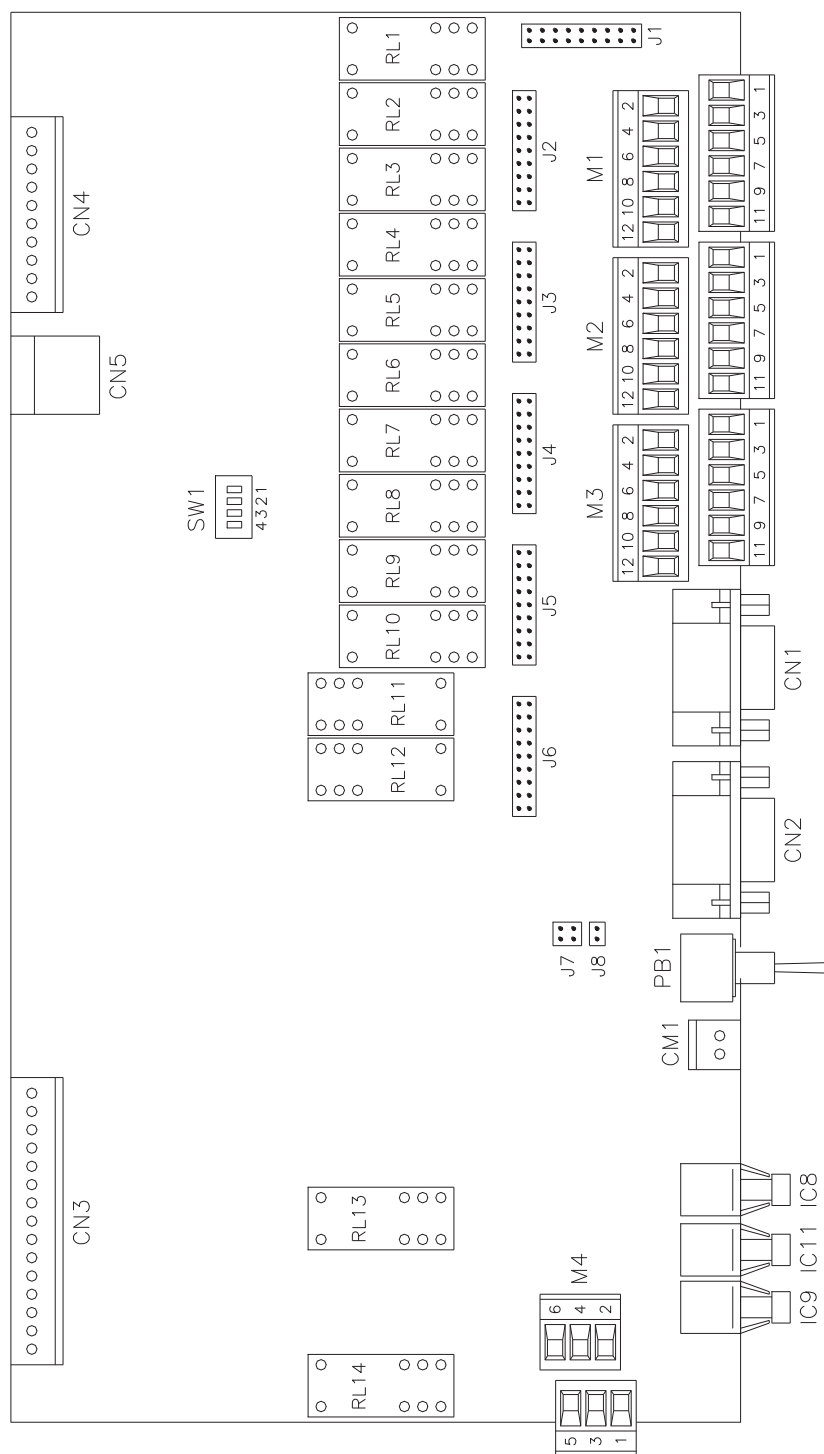 RL1
J1
RL2
J2
RL3
RL4
J3
RL5
RL6
RL7
J4
RL8
RL9
J5
RL10
RL11
RL12
J6
CN4
CN5
SW1
4 3 2 1
M1
12 10 8 6 4 2
11 9 7 5 3 1
M2
12 10 8 6 4 2
11 9 7 5 3 1
M3
12 10 8 6 4 2
11 9 7 5 3 1
CN1
CN2
J7
J8
PB1
CM1
CN3
RL13
RL14
M4
6
4
2
5
3
1
IC8
IC11
IC9